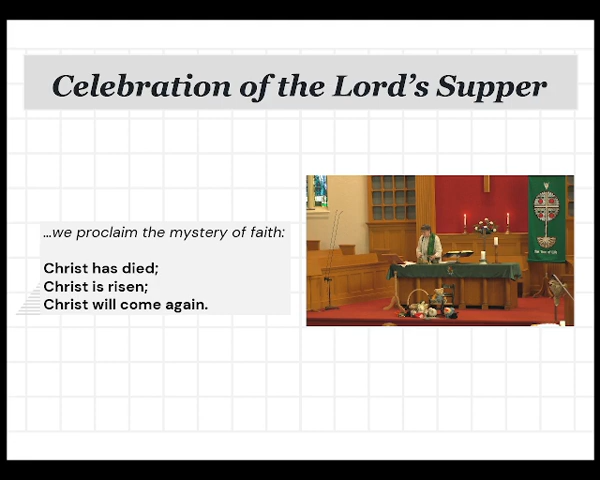 Celebration of the Lord's Supper
...we proclaim the mystery of faith:
Christ has died;
Christ is risen;
Christ will come again.